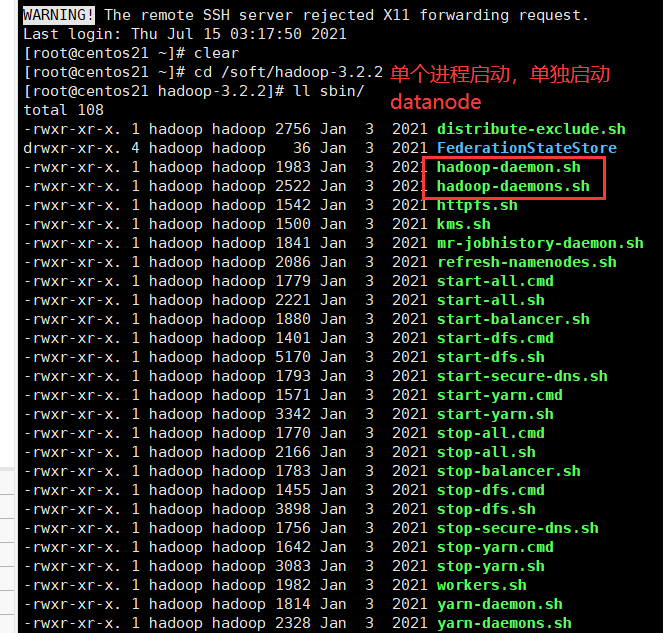 WARNING! The remote SSH server rejected X11 forwarding request.
Last login: Thu Jul 15 03:17:50 2021
[root@centos21 ~]# clear
[root@centos21 ~]# cd /soft/hadoop-3.2.2
[root@centos21 hadoop-3.2.2]# ll sbin/
单个进程启动，单独启动
datanode
total 108
-rwxr-xr-x. 1 hadoop hadoop 2756 Jan  3  2021 distribute-exclude.sh
drwxr-xr-x. 4 hadoop hadoop   36 Jan  3  2021 FederationStateStore
-rwxr-xr-x. 1 hadoop hadoop 1983 Jan  3  2021 hadoop-daemon.sh
-rwxr-xr-x. 1 hadoop hadoop 2522 Jan  3  2021 hadoop-daemons.sh
-rwxr-xr-x. 1 hadoop hadoop 1542 Jan  3  2021 httpfs.sh
-rwxr-xr-x. 1 hadoop hadoop 1500 Jan  3  2021 kms.sh
-rwxr-xr-x. 1 hadoop hadoop 1841 Jan  3  2021 mr-jobhistory-daemon.sh
-rwxr-xr-x. 1 hadoop hadoop 2086 Jan  3  2021 refresh-namenodes.sh
-rwxr-xr-x. 1 hadoop hadoop 1779 Jan  3  2021 start-all.cmd
-rwxr-xr-x. 1 hadoop hadoop 2221 Jan  3  2021 start-all.sh
-rwxr-xr-x. 1 hadoop hadoop 1880 Jan  3  2021 start-balancer.sh
-rwxr-xr-x. 1 hadoop hadoop 1401 Jan  3  2021 start-dfs.cmd
-rwxr-xr-x. 1 hadoop hadoop 5170 Jan  3  2021 start-dfs.sh
-rwxr-xr-x. 1 hadoop hadoop 1793 Jan  3  2021 start-secure-dns.sh
-rwxr-xr-x. 1 hadoop hadoop 1571 Jan  3  2021 start-yarn.cmd
-rwxr-xr-x. 1 hadoop hadoop 3342 Jan  3  2021 start-yarn.sh
-rwxr-xr-x. 1 hadoop hadoop 1770 Jan  3  2021 stop-all.cmd
-rwxr-xr-x. 1 hadoop hadoop 2166 Jan  3  2021 stop-all.sh
-rwxr-xr-x. 1 hadoop hadoop 1783 Jan  3  2021 stop-balancer.sh
-rwxr-xr-x. 1 hadoop hadoop 1455 Jan  3  2021 stop-dfs.cmd
-rwxr-xr-x. 1 hadoop hadoop 3898 Jan  3  2021 stop-dfs.sh
-rwxr-xr-x. 1 hadoop hadoop 1756 Jan  3  2021 stop-secure-dns.sh
-rwxr-xr-x. 1 hadoop hadoop 1642 Jan  3  2021 stop-yarn.cmd
-rwxr-xr-x. 1 hadoop hadoop 3083 Jan  3  2021 stop-yarn.sh
-rwxr-xr-x. 1 hadoop hadoop 1982 Jan  3  2021 workers.sh
-rwxr-xr-x. 1 hadoop hadoop 1814 Jan  3  2021 yarn-daemon.sh
-rwxr-xr-x. 1 hadoop hadoop 2328 Jan  3  2021 yarn-daemons.sh